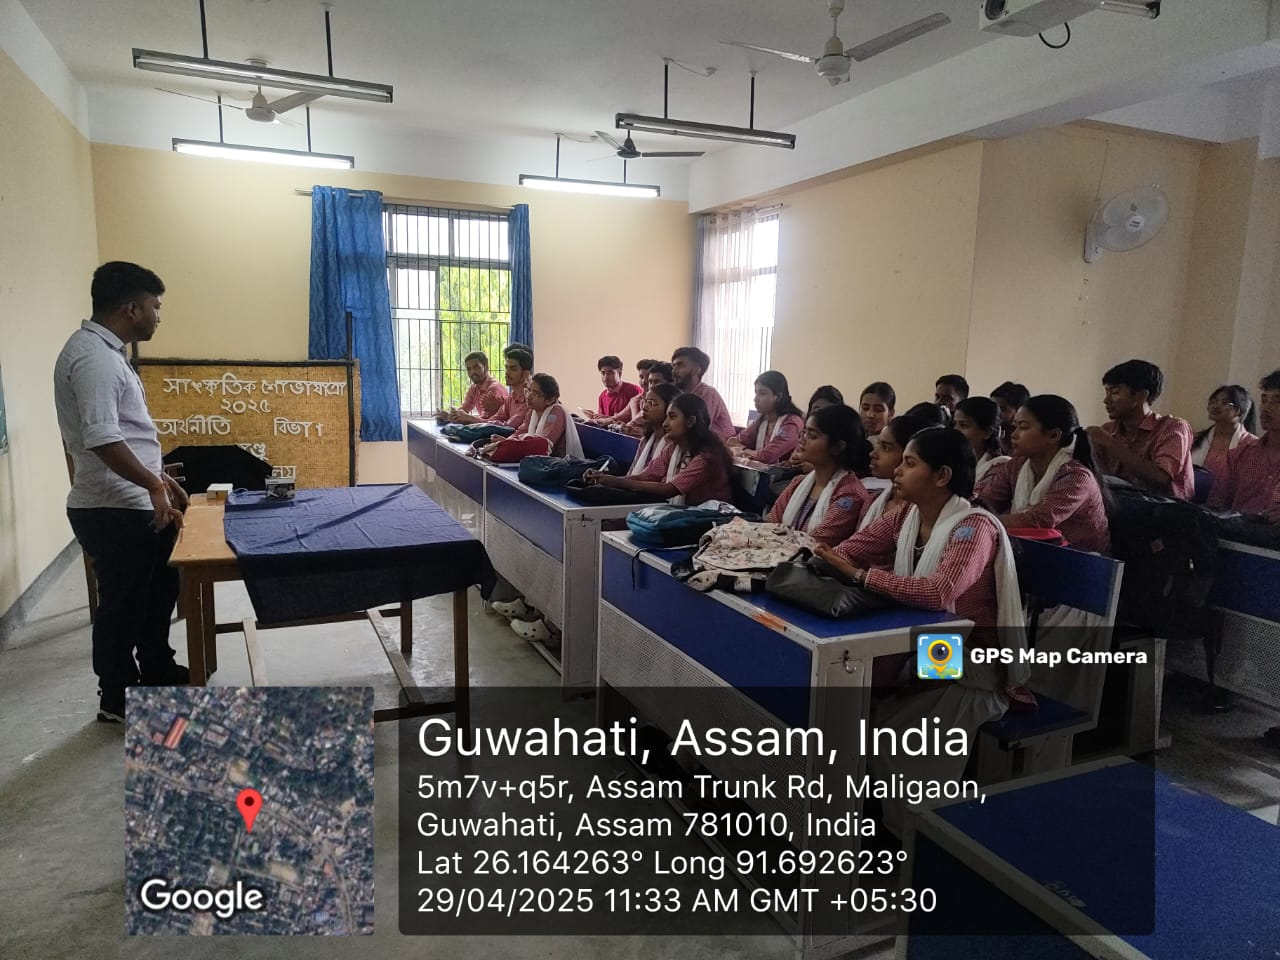 সাংস্কৃতিক শোভাযাত্ৰা
২০২৫
অৰ্থনীতি বিভাগ
GPS Map Camera
Guwahati, Assam, India
5m7v+q5r, Assam Trunk Rd, Maligaon,
Guwahati, Assam 781010, India
Lat 26.164263° Long 91.692623°
29/04/2025 11:33 AM GMT +05:30
Google